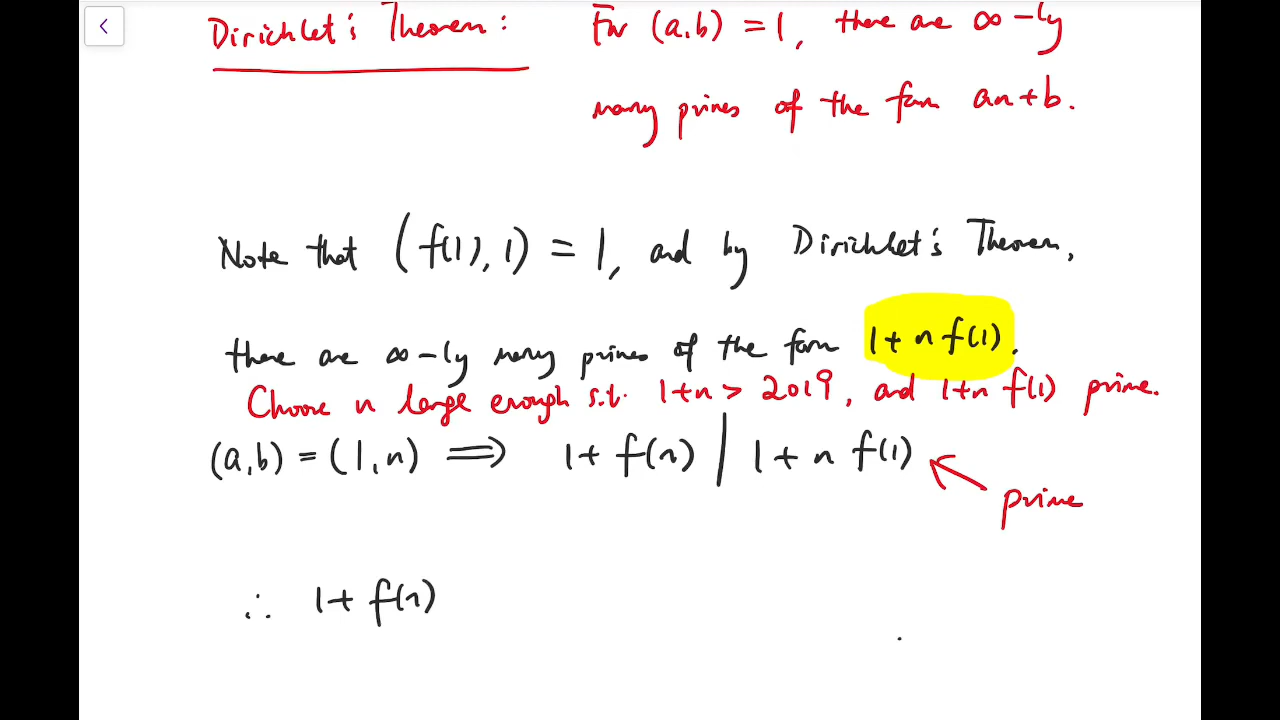 Dirichlet's Theorem: For (a,b) = 1, there are ∞-ly
many primes of the form an+b.
Note that (f(1), 1) = 1, and by Dirichlet's Theorem,
there are ∞-ly many primes of the form 1+ n f(1).
Choose n large enough s.t. 1+n > 2019, and 1+n f(1) prime.
(a,b) = (1,n) ⟹ 1+ f(n) | 1+ n f(1)
prime
∴ 1+ f(n)